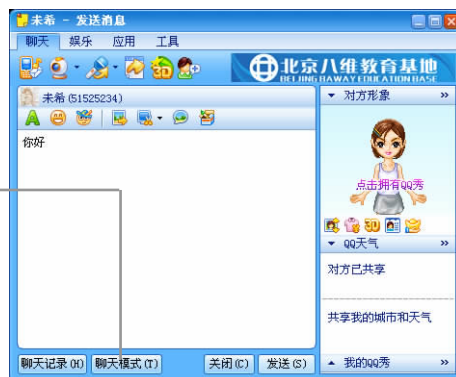 未希 - 发送消息
聊天 娱乐 应用 工具
3D
北京八维教育基地
BEIJING BAWAY EDUCATION BASE
未希 (51525234)
对方形象
你好
点击拥有QQ秀
3D
QQ天气
对方已共享
共享我的城市和天气
聊天记录(H) 聊天模式(T) 关闭(C) 发送(S)
我的QQ秀